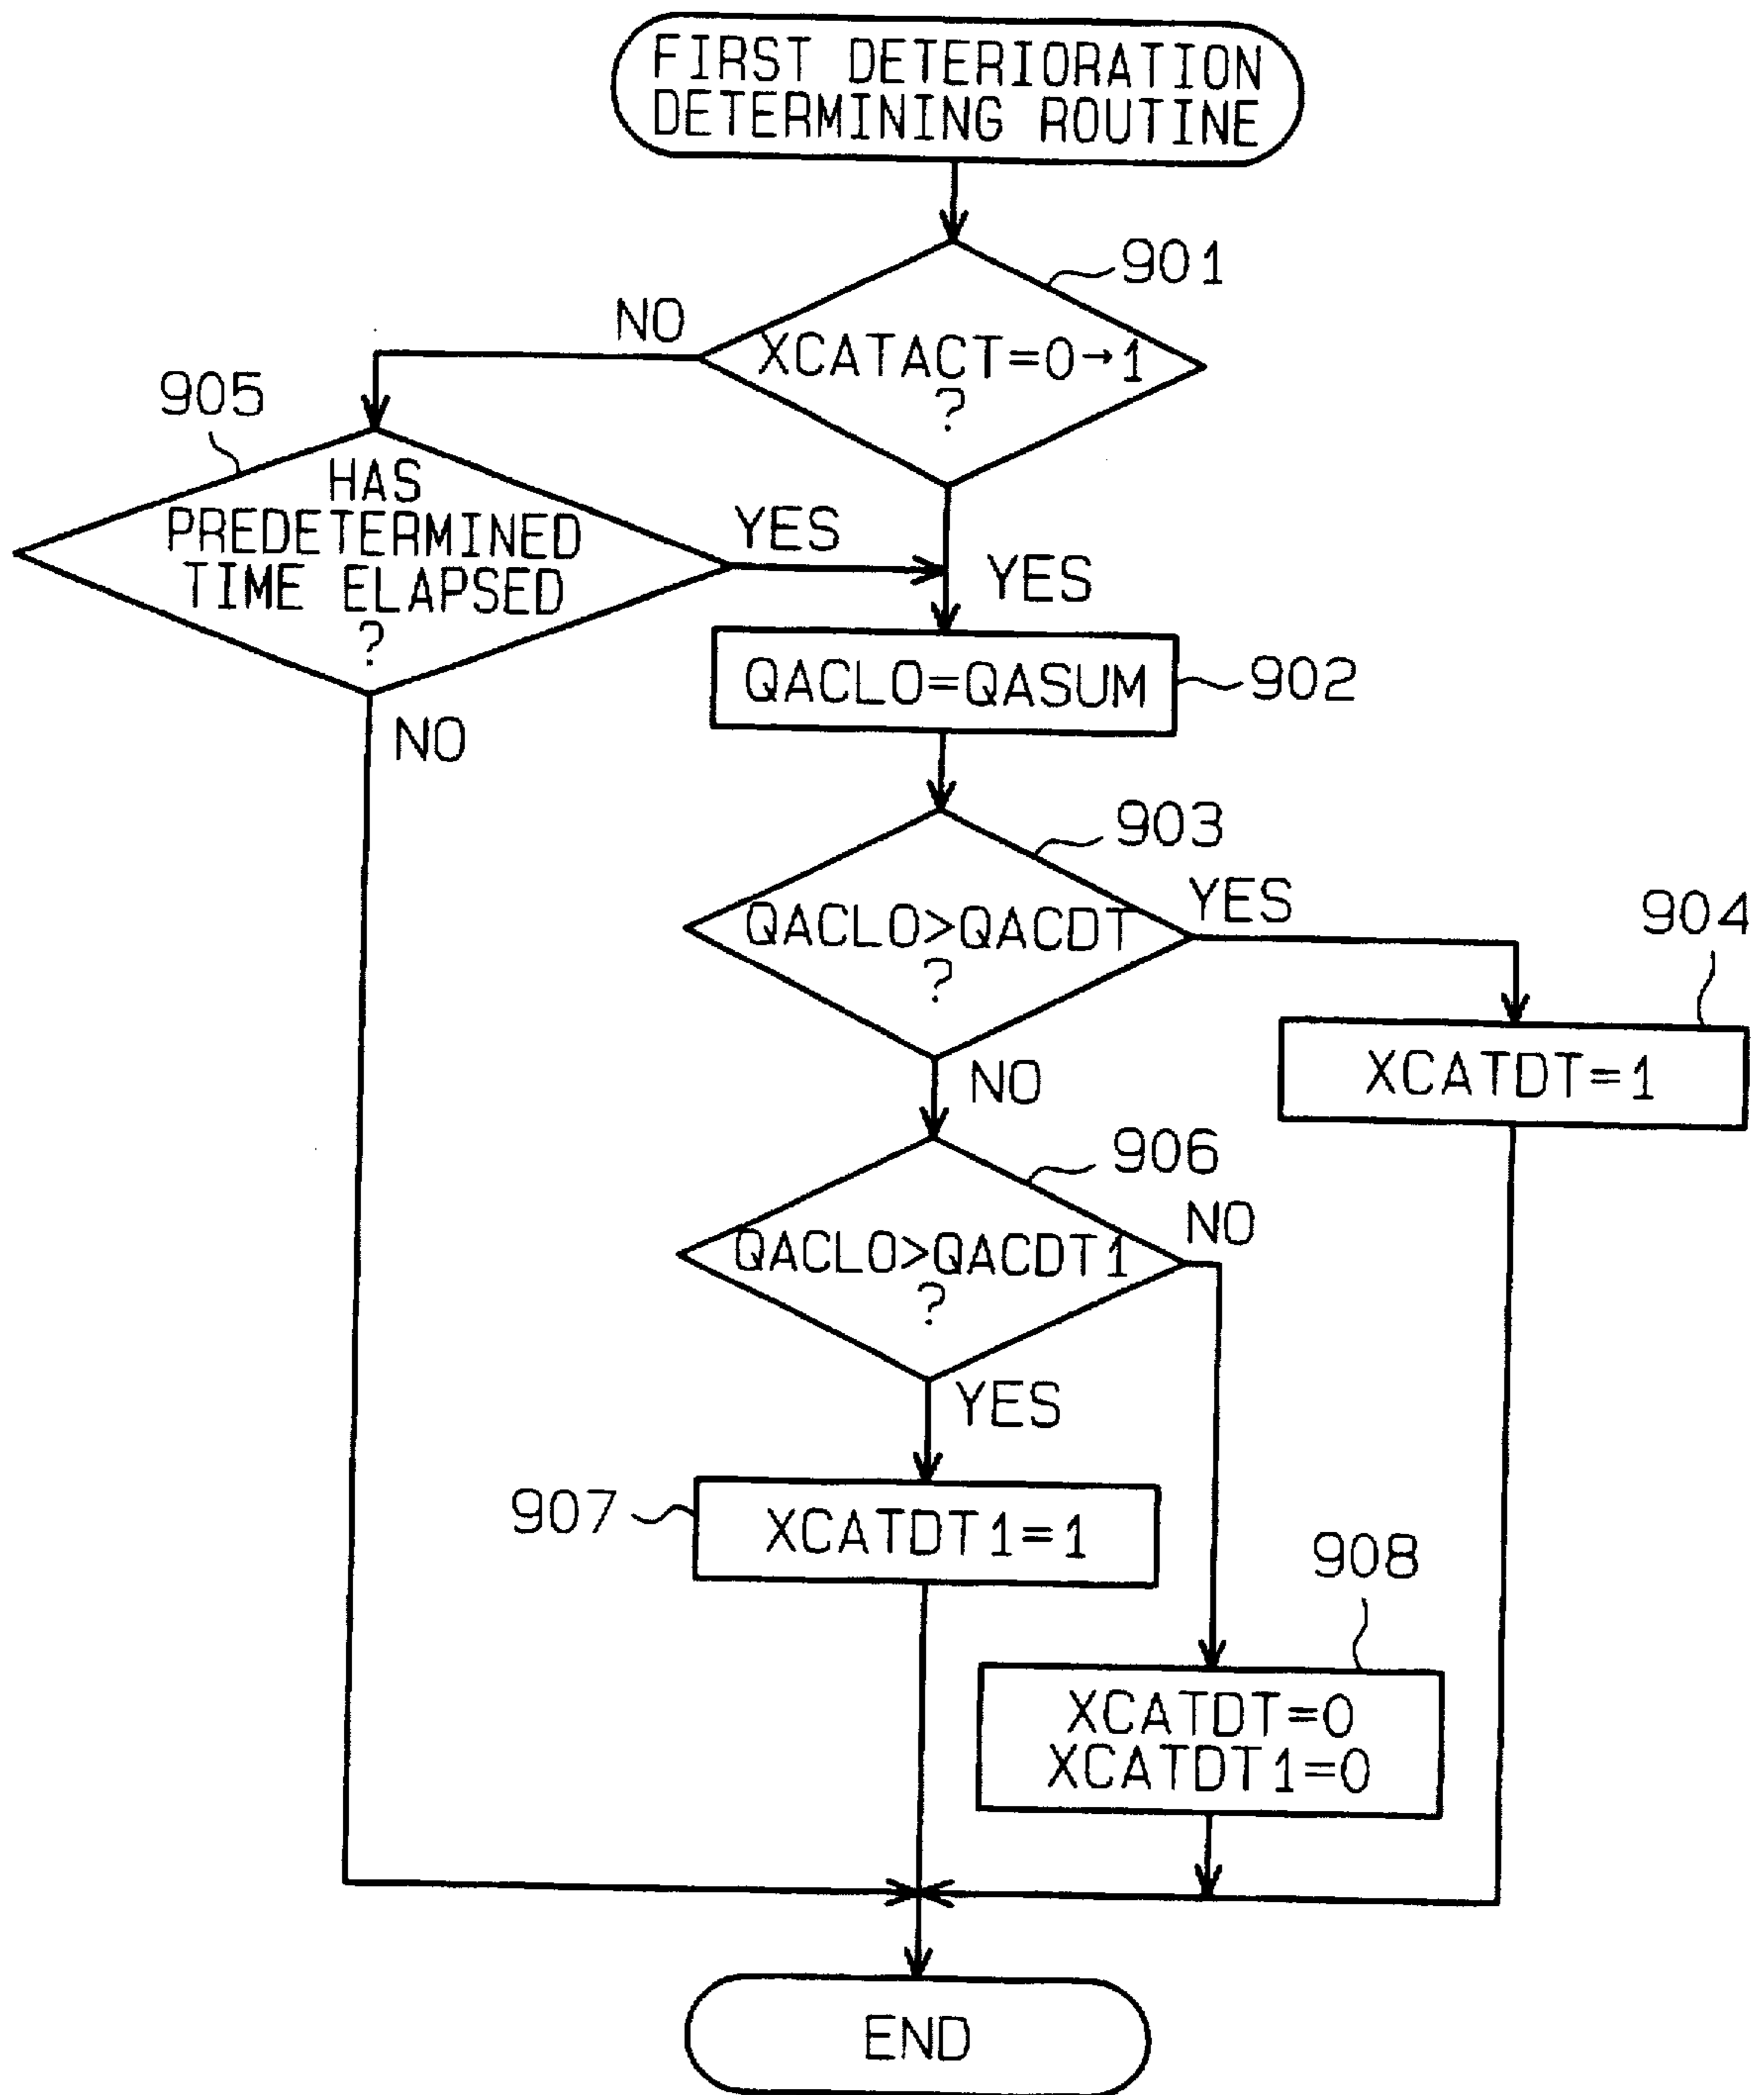 FIRST DETERIORATION
DETERMINING ROUTINE
901
NO
XCATACT=0→1
?
905
HAS
PREDETERMINED
TIME ELAPSED
?
YES
YES
NO
QACLO=QASUM
902
903
QACLO>QACDT
?
YES
904
XCATDT=1
NO
906
QACLO>QACDT1
?
NO
YES
907
XCATDT1=1
908
XCATDT=0
XCATDT1=0
END